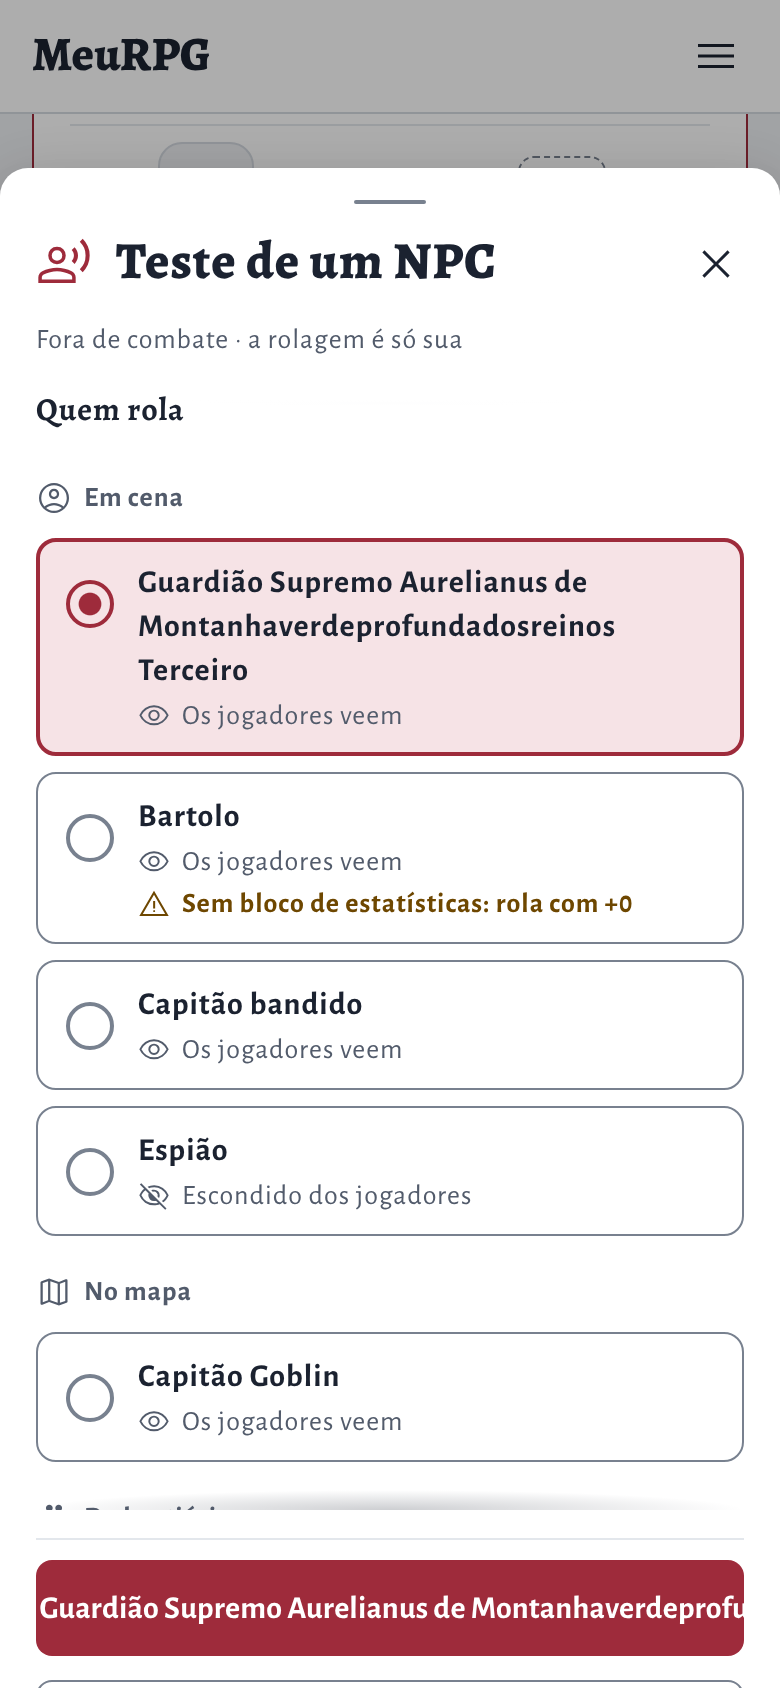 MeuRPG
Teste de um NPC
Fora de combate · a rolagem é só sua
Quem rola
Em cena
Guardião Supremo Aurelianus de
Montanhaverdeprofundadosreinos
Terceiro
Os jogadores veem
Bartolo
Os jogadores veem
Sem bloco de estatísticas: rola com +0
Capitão bandido
Os jogadores veem
Espião
Escondido dos jogadores
No mapa
Capitão Goblin
Os jogadores veem
Guardião Supremo Aurelianus de Montanhaverdeprofu